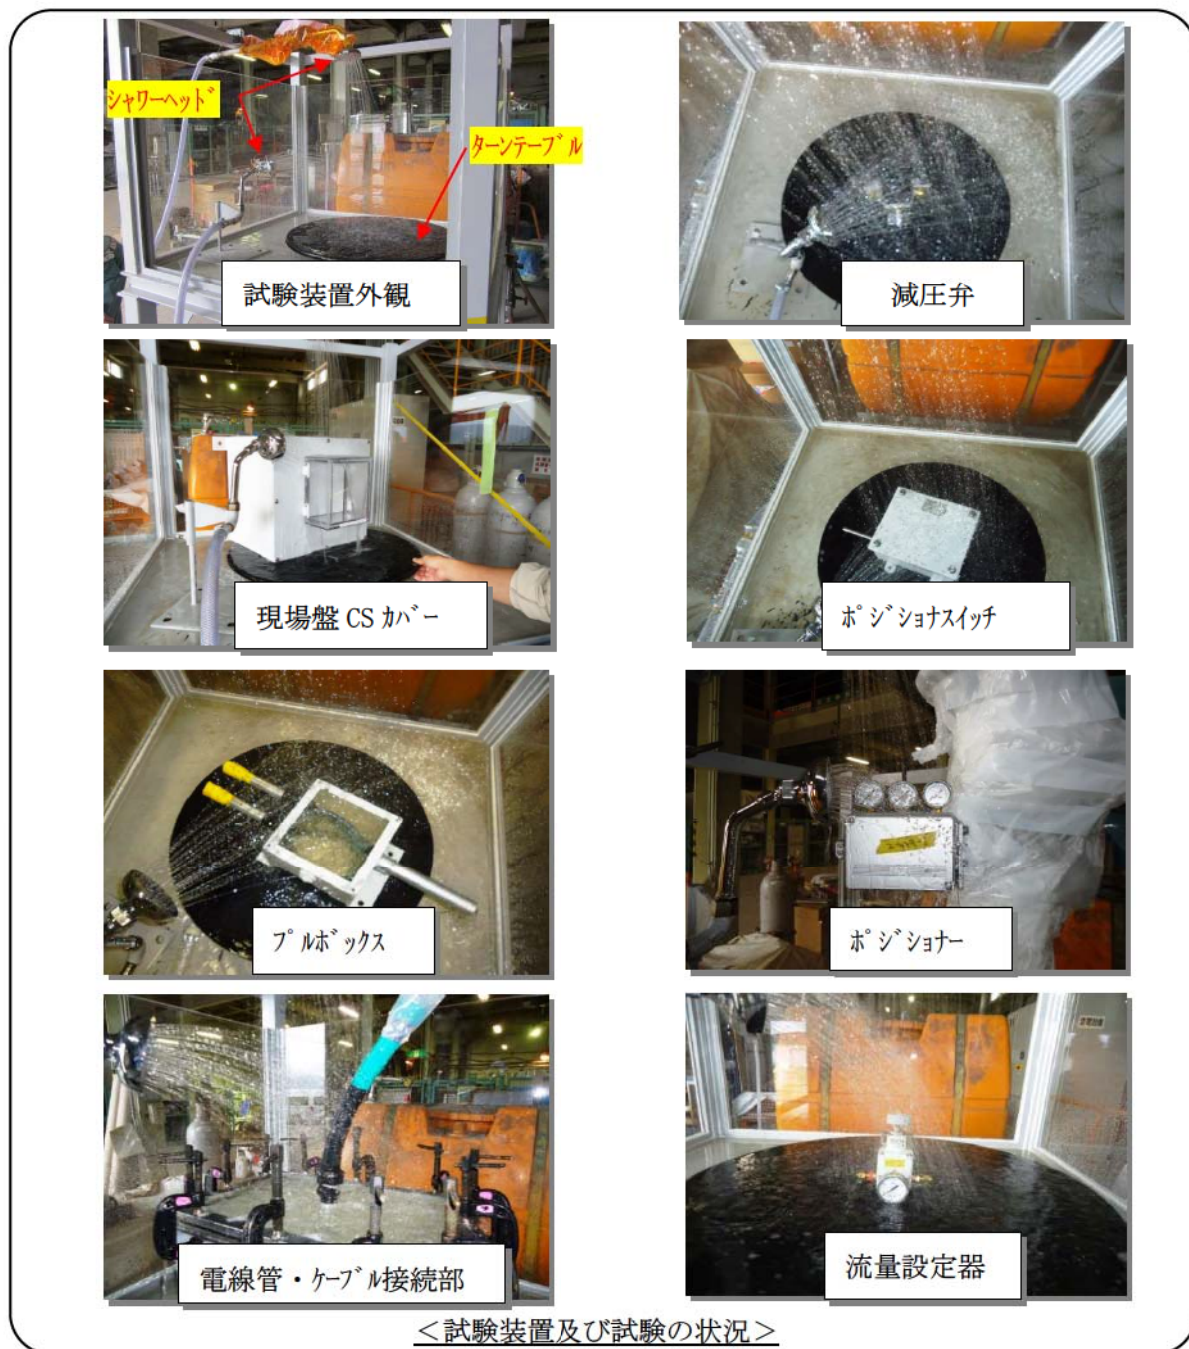 シャワーヘッド
ターンテーブル
試験装置外観
減圧弁
現場盤 CS カバー
ポジショナスイッチ
プルボックス
ポジショナー
電線管・ケーブル接続部
流量設定器
＜試験装置及び試験の状況＞